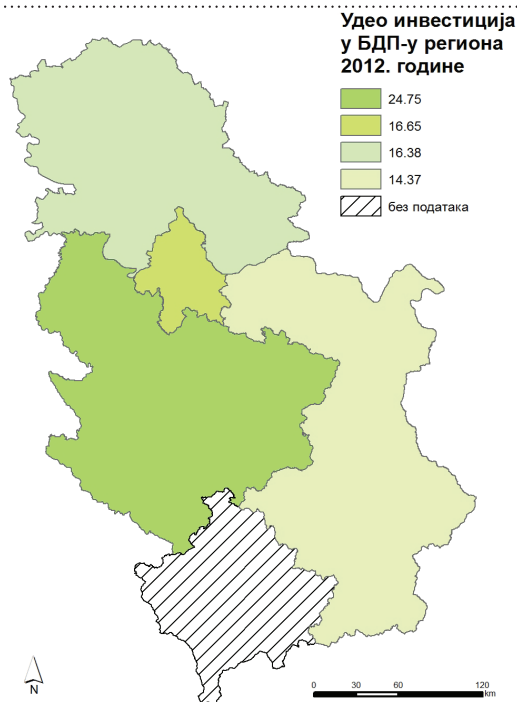 Удео инвестиција
у БДП-у региона
2012. године
24.75
16.65
16.38
14.37
без података
N
0 30 60 120
km